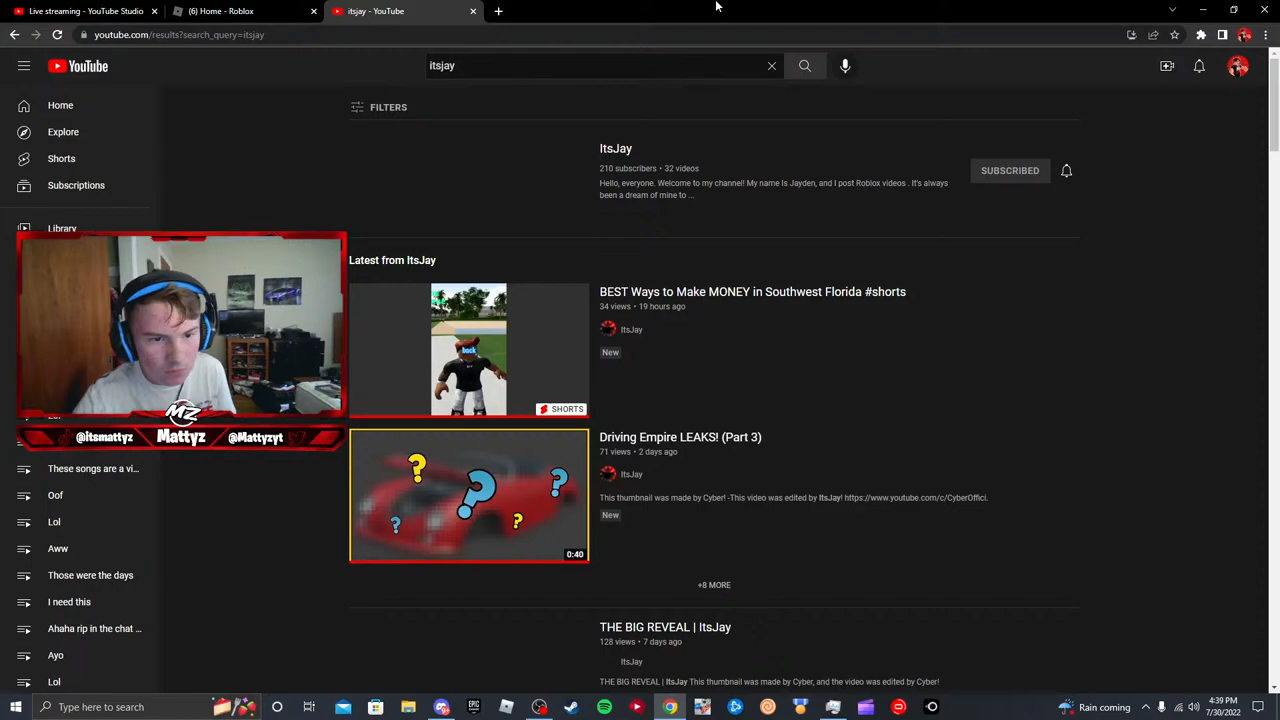 Live streaming - YouTube Studio
(6) Home - Roblox
itsjay - YouTube
youtube.com/results?search_query=itsjay
YouTube
itsjay
Home
Explore
Shorts
Subscriptions
Library
FILTERS
ItsJay
210 subscribers • 32 videos
Hello, everyone. Welcome to my channel! My name Is Jayden, and I post Roblox videos . It's always
been a dream of mine to ...
SUBSCRIBED
Latest from ItsJay
BEST Ways to Make MONEY in Southwest Florida #shorts
34 views • 19 hours ago
ItsJay
New
back
SHORTS
MZ
@itsmattyz
Mattyz
@Mattyzyt
Driving Empire LEAKS! (Part 3)
71 views • 2 days ago
ItsJay
This thumbnail was made by Cyber! -This video was edited by ItsJay! https://www.youtube.com/c/CyberOffici.
New
? ? ? ? ?
0:40
+8 MORE
THE BIG REVEAL | ItsJay
128 views • 7 days ago
ItsJay
THE BIG REVEAL | ItsJay This thumbnail was made by Cyber, and the video was edited by Cyber!
These songs are a vi...
Oof
Lol
Aww
Those were the days
I need this
Ahaha rip in the chat ...
Ayo
Lol
Type here to search
EPIC
Rain coming
4:39 PM
7/30/2022